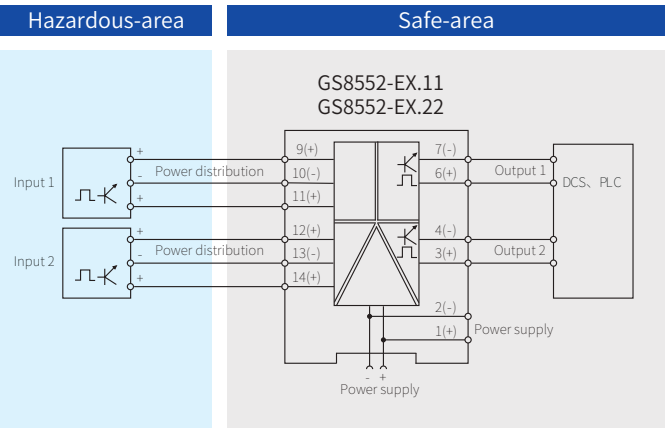 Hazardous-area
Safe-area
GS8552-EX.11
GS8552-EX.22
Input 1
+
- Power distribution
+
9(+)
10(-)
11(+)
7(-)
6(+)
Output 1
DCS、PLC
Input 2
+
- Power distribution
+
12(+)
13(-)
14(+)
4(-)
3(+)
Output 2
2(-)
1(+)
Power supply
- +
Power supply